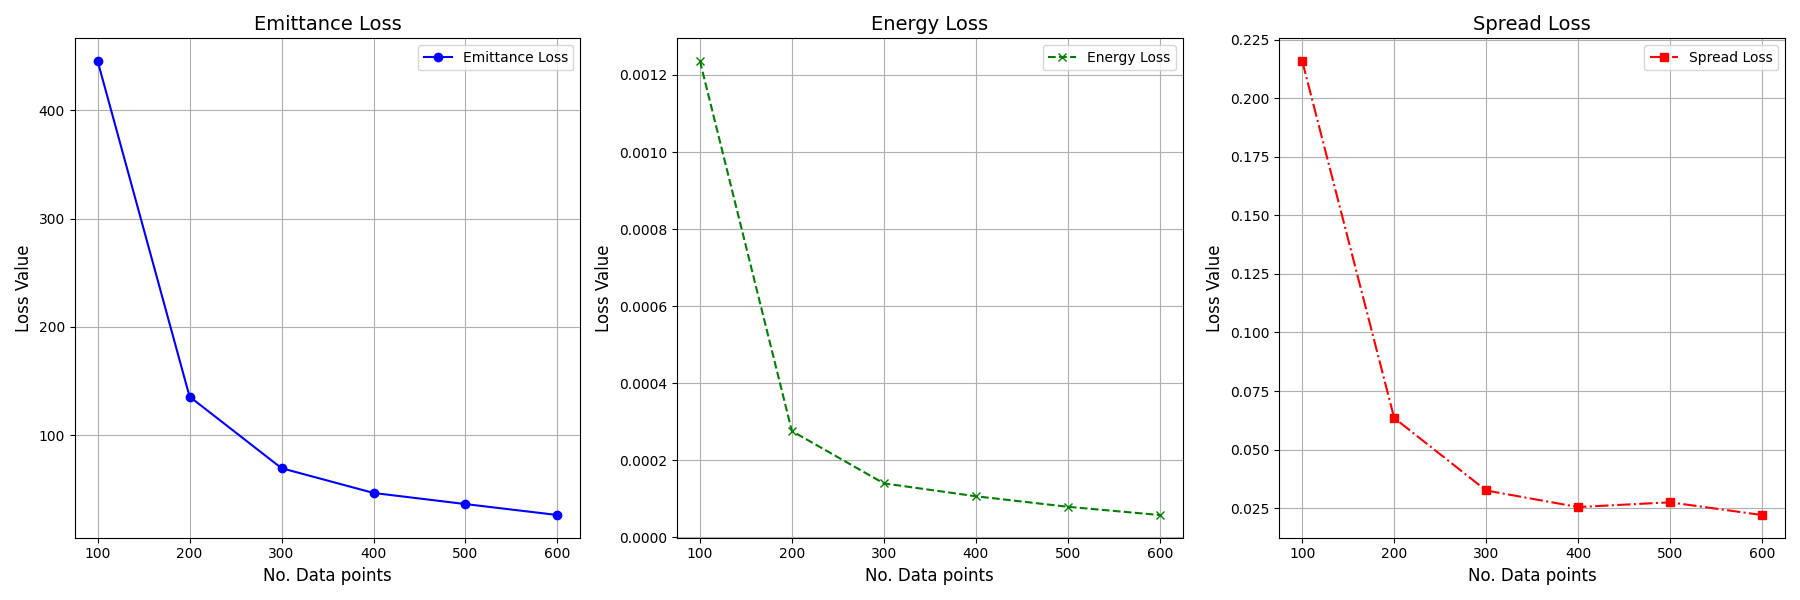 Emittance Loss
Emittance Loss
400
300
200
100
Loss Value
100 200 300 400 500 600
No. Data points
Energy Loss
Energy Loss
0.0012
0.0010
0.0008
0.0006
0.0004
0.0002
0.0000
Loss Value
100 200 300 400 500 600
No. Data points
Spread Loss
Spread Loss
0.225
0.200
0.175
0.150
0.125
0.100
0.075
0.050
0.025
Loss Value
100 200 300 400 500 600
No. Data points